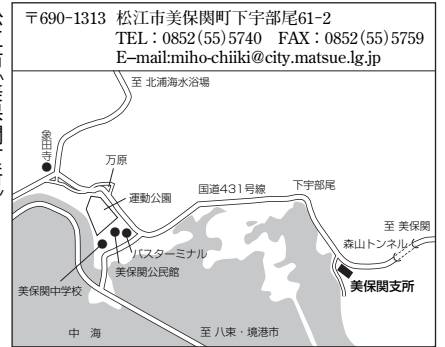 〒690-1313 松江市美保関町下宇部尾61-2
TEL：0852(55)5740 FAX：0852(55)5759
E-mail:miho-chiiki@city.matsue.lg.jp
至 北浦海水浴場
象田寺
万原
運動公園
国道431号線
下宇部尾
至 美保関
森山トンネル
バスターミナル
美保関公民館
美保関支所
美保関中学校
中 海
至 八束・境港市